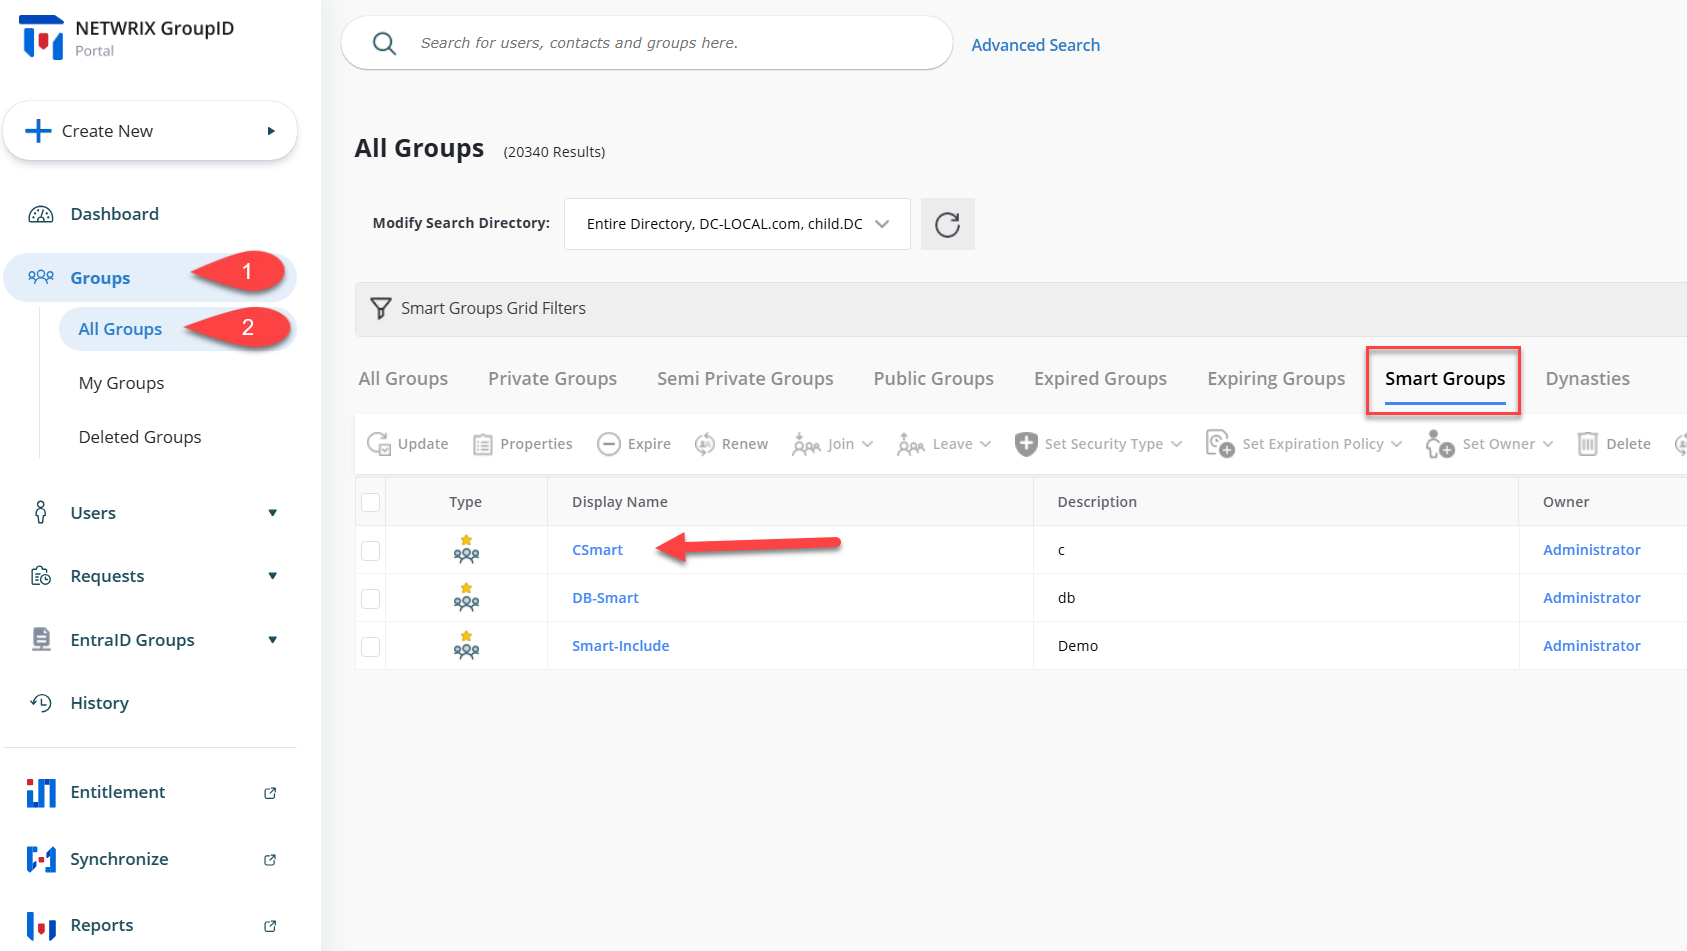 NETWRIX GroupID
Portal
Search for users, contacts and groups here.
Advanced Search
Create New
All Groups (20340 Results)
Dashboard
Modify Search Directory: Entire Directory, DC-LOCAL.com, child.DC
Groups 1
All Groups 2
My Groups
Deleted Groups
Users
Requests
EntraID Groups
History
Entitlement
Synchronize
Reports
Smart Groups Grid Filters
All Groups Private Groups Semi Private Groups Public Groups Expired Groups Expiring Groups Smart Groups Dynasties
Update Properties Expire Renew Join Leave Set Security Type Set Expiration Policy Set Owner Delete
Type Display Name Description Owner
CSmart c Administrator
DB-Smart db Administrator
Smart-Include Demo Administrator